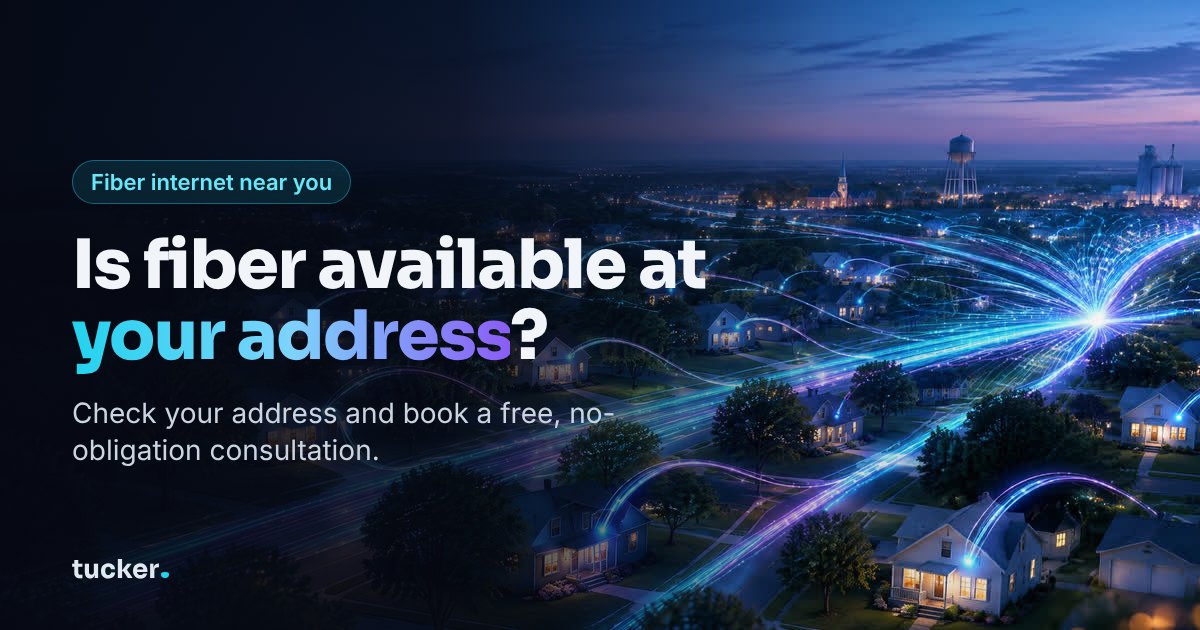 Fiber internet near you
Is fiber available at
your address?
Check your address and book a free, no-
obligation consultation.
tucker.